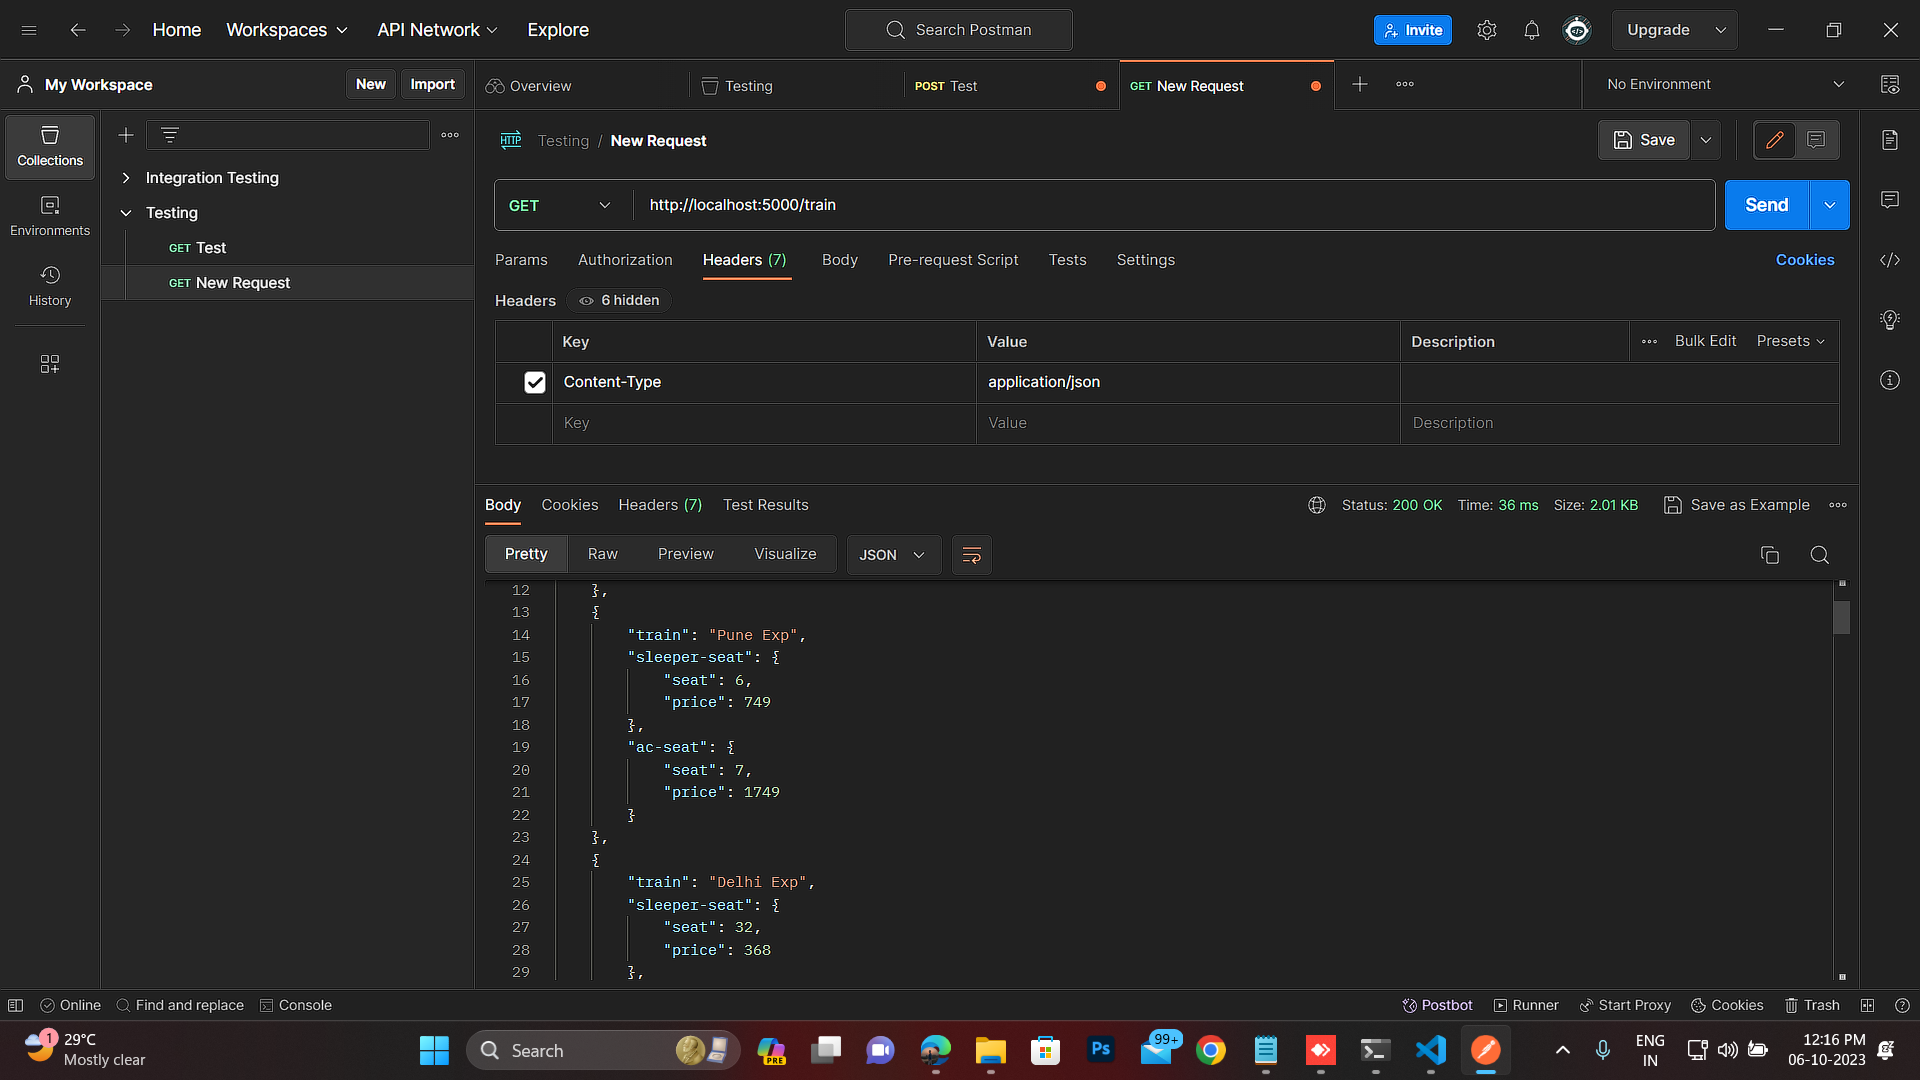 Home Workspaces API Network Explore Search Postman Invite Upgrade
My Workspace New Import Overview Testing POST Test GET New Request No Environment
Collections
Environments
History
Integration Testing
Testing
GET Test
GET New Request
HTTP Testing / New Request Save
GET http://localhost:5000/train Send
Params Authorization Headers (7) Body Pre-request Script Tests Settings Cookies
Headers 6 hidden
Key Value Description Bulk Edit Presets
Content-Type application/json
Key Value Description
Body Cookies Headers (7) Test Results Status: 200 OK Time: 36 ms Size: 2.01 KB Save as Example
Pretty Raw Preview Visualize JSON
12 },
13 {
14 "train": "Pune Exp",
15 "sleeper-seat": {
16 "seat": 6,
17 "price": 749
18 },
19 "ac-seat": {
20 "seat": 7,
21 "price": 1749
22 }
23 },
24 {
25 "train": "Delhi Exp",
26 "sleeper-seat": {
27 "seat": 32,
28 "price": 368
29 },
Online Find and replace Console Postbot Runner Start Proxy Cookies Trash
1 29°C
Mostly clear
Search
PRE
Ps
99+
ENG
IN
12:16 PM
06-10-2023